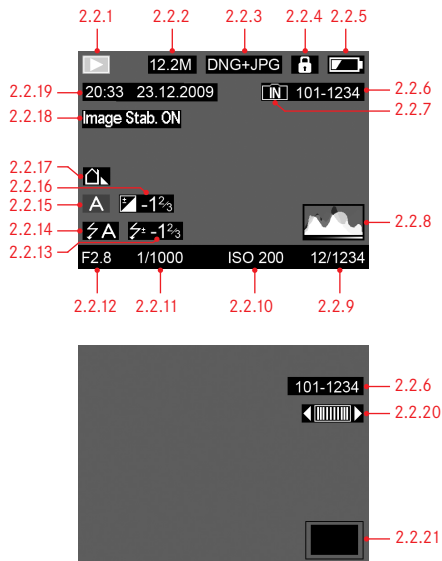 2.2.1 2.2.2 2.2.3 2.2.4 2.2.5
12.2M DNG+JPG
2.2.19 20:33 23.12.2009 IN 101-1234 2.2.6
2.2.7
2.2.18 Image Stab. ON
2.2.17
2.2.16
2.2.15 A -1⅔
2.2.8
2.2.14 A ± -1⅔
2.2.13
F2.8 1/1000 ISO 200 12/1234
2.2.12 2.2.11 2.2.10 2.2.9
101-1234 2.2.6
2.2.20
2.2.21